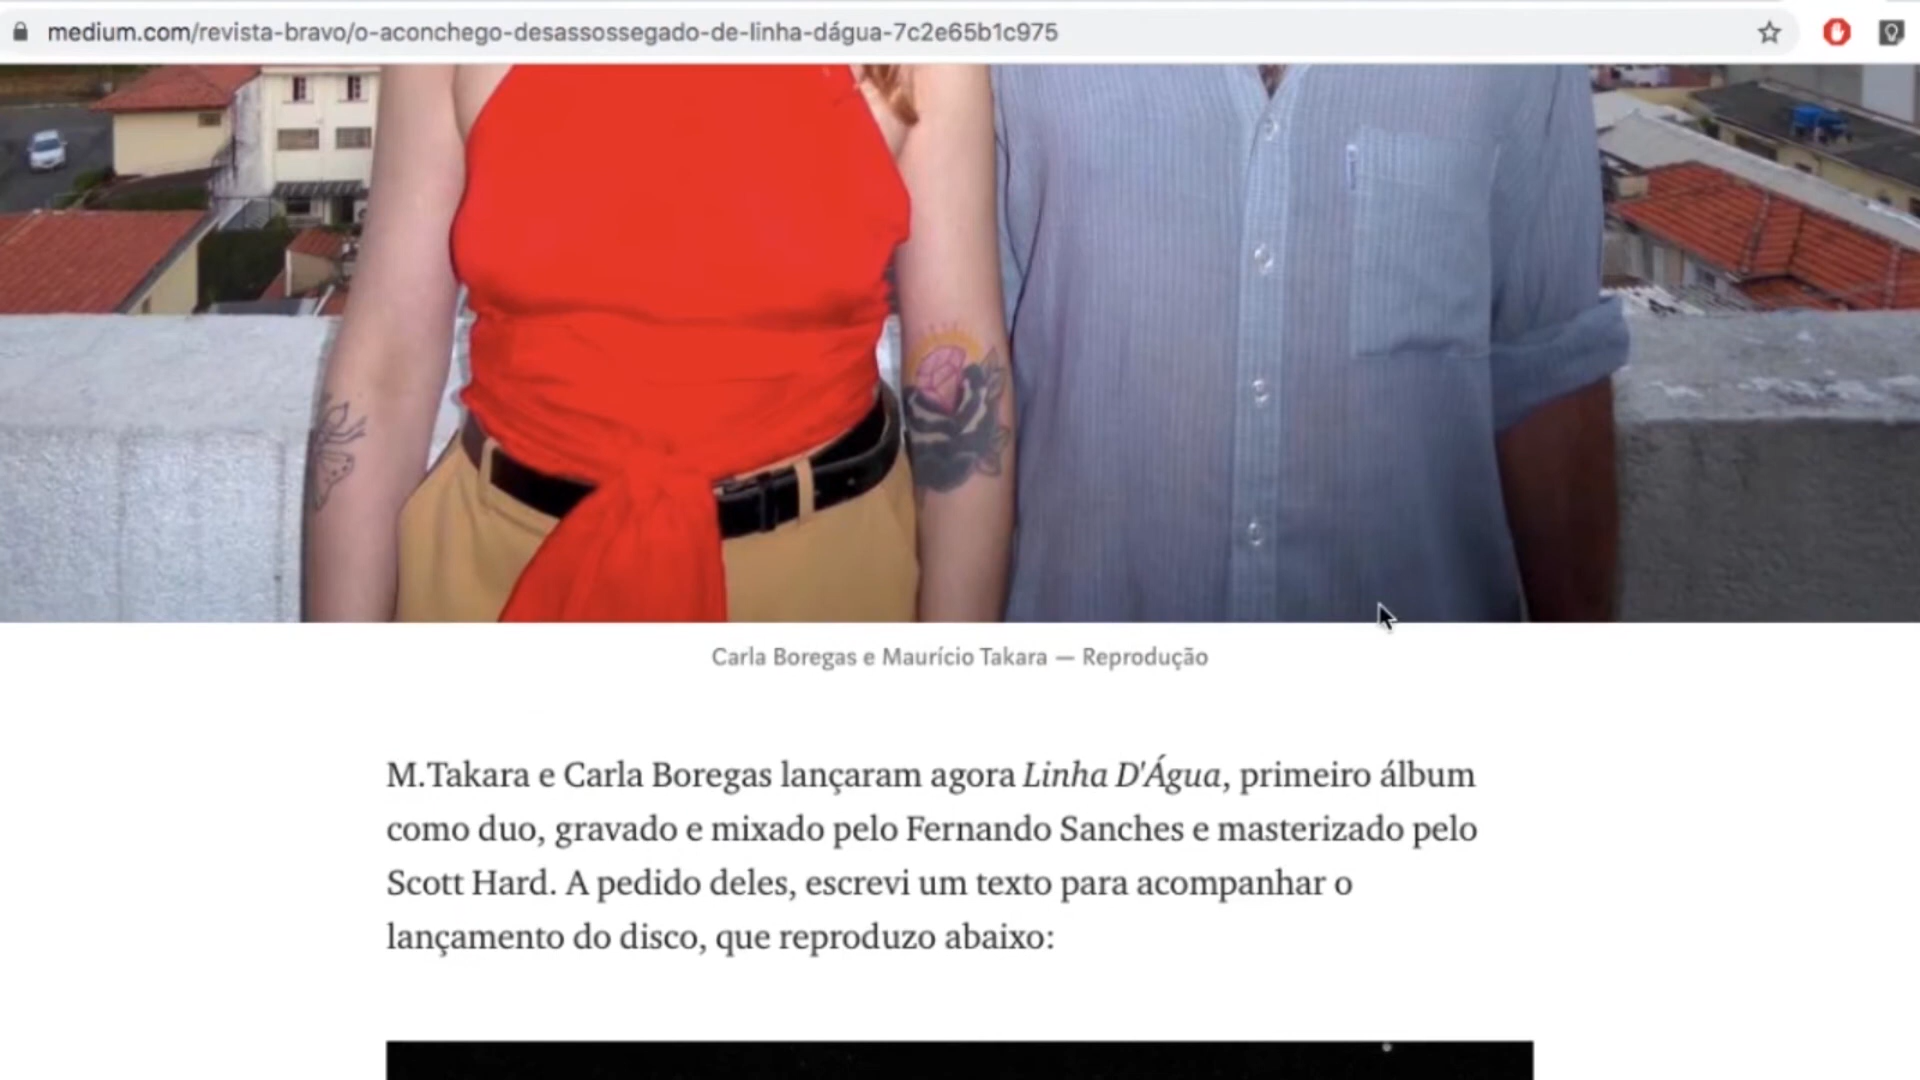 medium.com/revista-bravo/o-aconchego-desassossegado-de-linha-dágua-7c2e65b1c975
Carla Boregas e Maurício Takara — Reprodução
M.Takara e Carla Boregas lançaram agora Linha D'Água, primeiro álbum
como duo, gravado e mixado pelo Fernando Sanches e masterizado pelo
Scott Hard. A pedido deles, escrevi um texto para acompanhar o
lançamento do disco, que reproduzo abaixo: